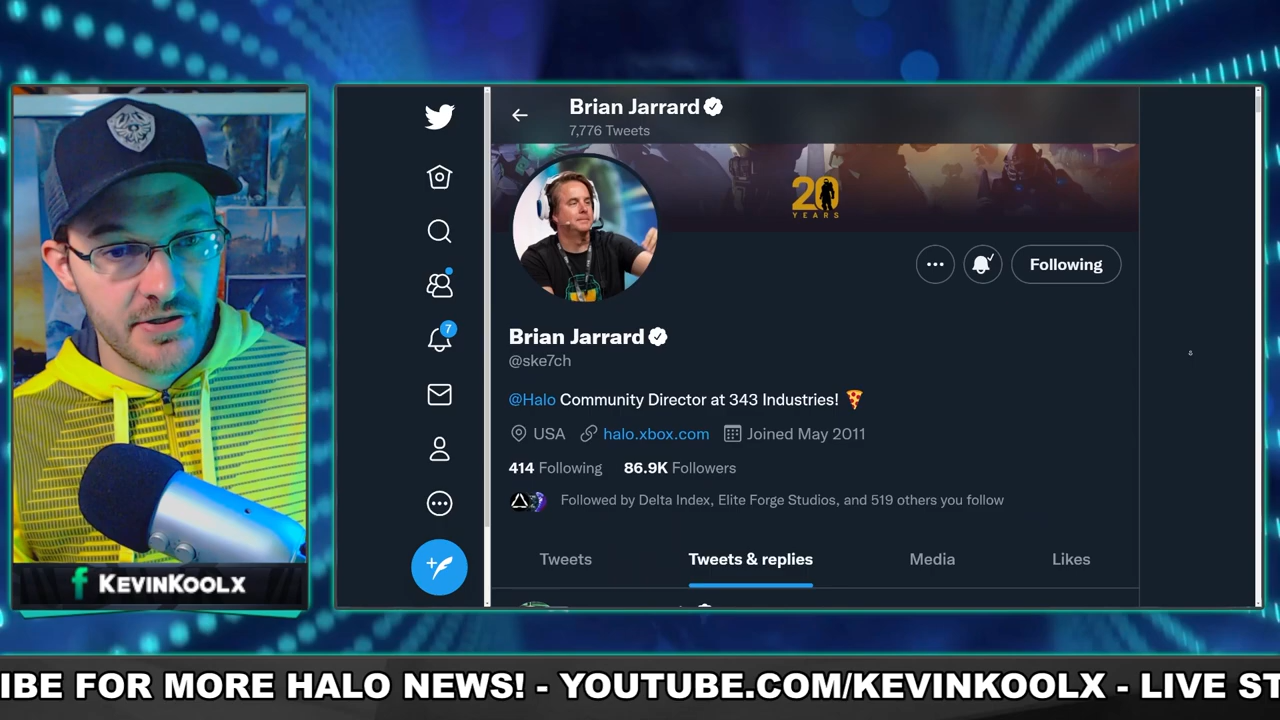 Brian Jarrard
7,776 Tweets
20
YEARS
Following
Brian Jarrard
@ske7ch
@Halo Community Director at 343 Industries! 🍕
USA halo.xbox.com Joined May 2011
414 Following 86.9K Followers
Followed by Delta Index, Elite Forge Studios, and 519 others you follow
Tweets Tweets & replies Media Likes
7
HALO
f KEVINKOOLX
IBE FOR MORE HALO NEWS! - YOUTUBE.COM/KEVINKOOLX - LIVE ST